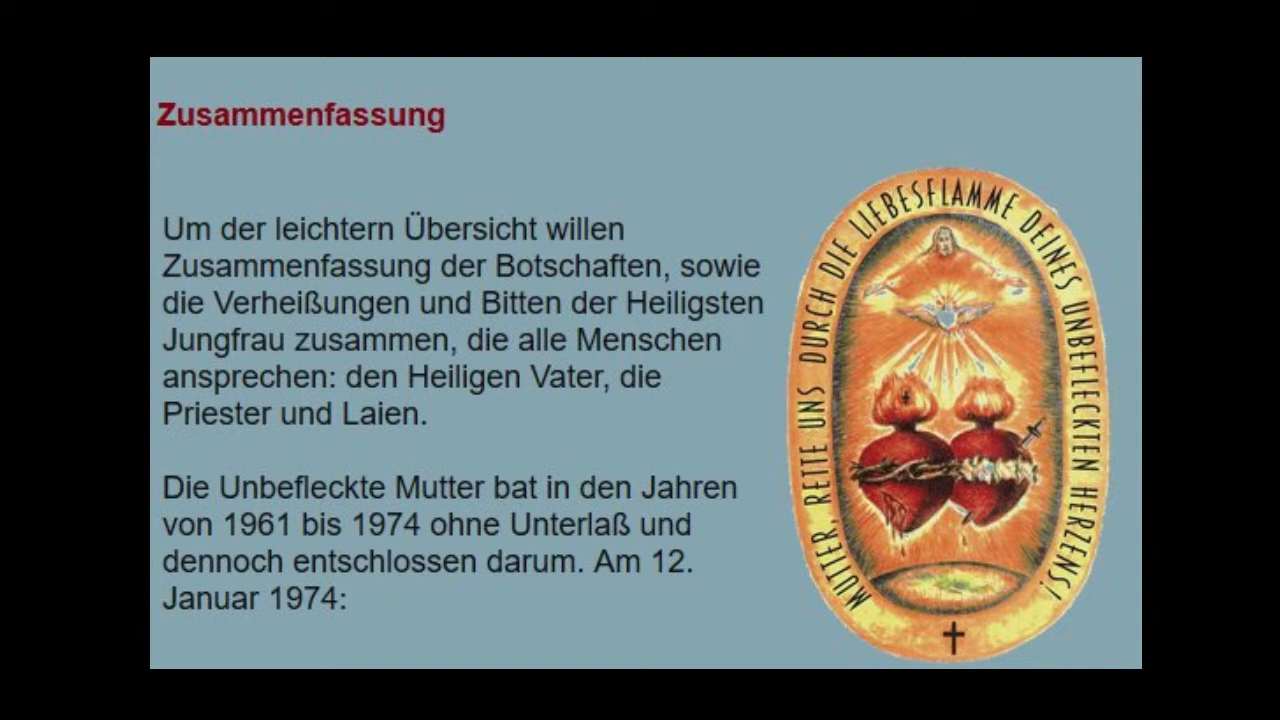 Zusammenfassung
Um der leichtern Übersicht willen
Zusammenfassung der Botschaften, sowie
die Verheißungen und Bitten der Heiligsten
Jungfrau zusammen, die alle Menschen
ansprechen: den Heiligen Vater, die
Priester und Laien.
Die Unbefleckte Mutter bat in den Jahren
von 1961 bis 1974 ohne Unterlaß und
dennoch entschlossen darum. Am 12.
Januar 1974:
MUTTER, RETTE UNS DURCH DIE LIEBESFLAMME DEINES UNBEFLECKTEN HERZENS!